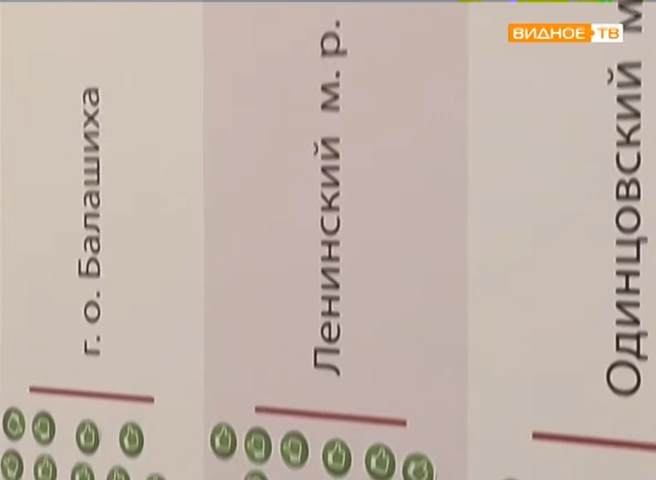 ВИДНОЕ ТВ
г. о. Балашиха
Ленинский м. р.
Одинцовский м